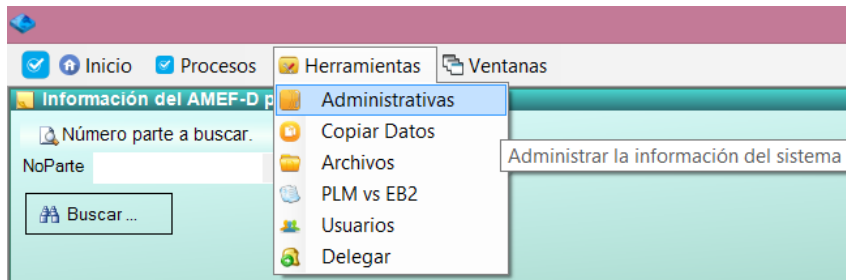 Inicio Procesos Herramientas Ventanas
Información del AMEF-D p
Administrativas
Número parte a buscar.
Copiar Datos
Administrar la información del sistema
NoParte
Archivos
PLM vs EB2
Buscar ...
Usuarios
Delegar